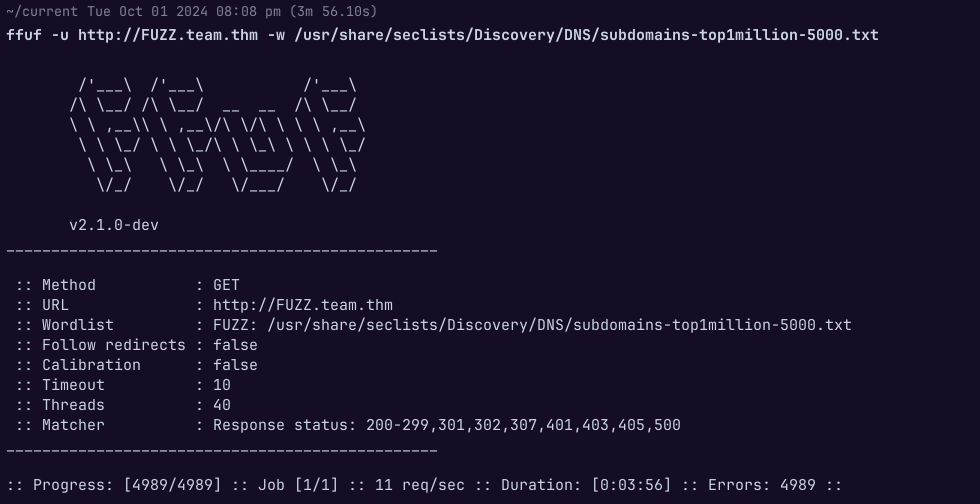 ~/current Tue Oct 01 2024 08:08 pm (3m 56.10s)
ffuf -u http://FUZZ.team.thm -w /usr/share/seclists/Discovery/DNS/subdomains-top1million-5000.txt

        /'___\  /'___\           /'___\
       /\ \__/ /\ \__/  __  __  /\ \__/
       \ \ ,__\\ \ ,__\/\ \/\ \ \ \ ,__\
        \ \ \_/ \ \ \_/\ \ \_\ \ \ \ \_/
         \ \_\   \ \_\  \ \____/  \ \_\
          \/_/    \/_/   \/___/    \/_/

       v2.1.0-dev
________________________________________________

 :: Method           : GET
 :: URL              : http://FUZZ.team.thm
 :: Wordlist         : FUZZ: /usr/share/seclists/Discovery/DNS/subdomains-top1million-5000.txt
 :: Follow redirects : false
 :: Calibration      : false
 :: Timeout          : 10
 :: Threads          : 40
 :: Matcher          : Response status: 200-299,301,302,307,401,403,405,500
________________________________________________

:: Progress: [4989/4989] :: Job [1/1] :: 11 req/sec :: Duration: [0:03:56] :: Errors: 4989 ::